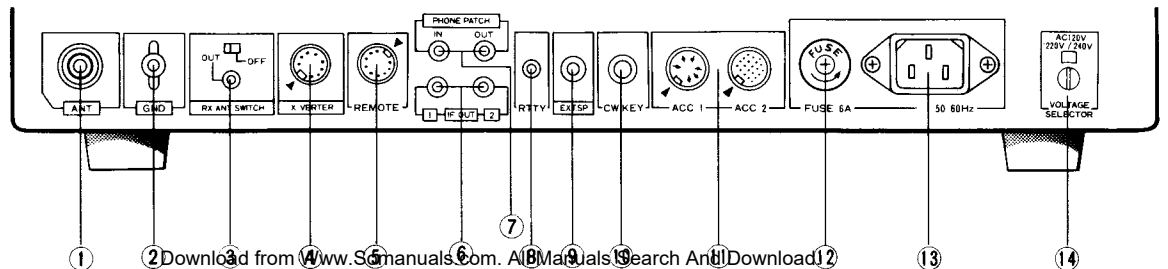 PHONE PATCH
IN OUT
OUT OFF
FUSE
AC120V
220V / 240V
ANT
GND
RX ANT SWITCH
X VERTER
REMOTE
1 IF OUT 2
RTTY
EXT.SP
CW KEY
ACC 1
ACC 2
FUSE 6A
50 60Hz
VOLTAGE
SELECTOR
1 2 3 4 5 6 7 8 9 10 11 12 13 14
Download from Www.Somanuals.com. All Manuals Search And Download.